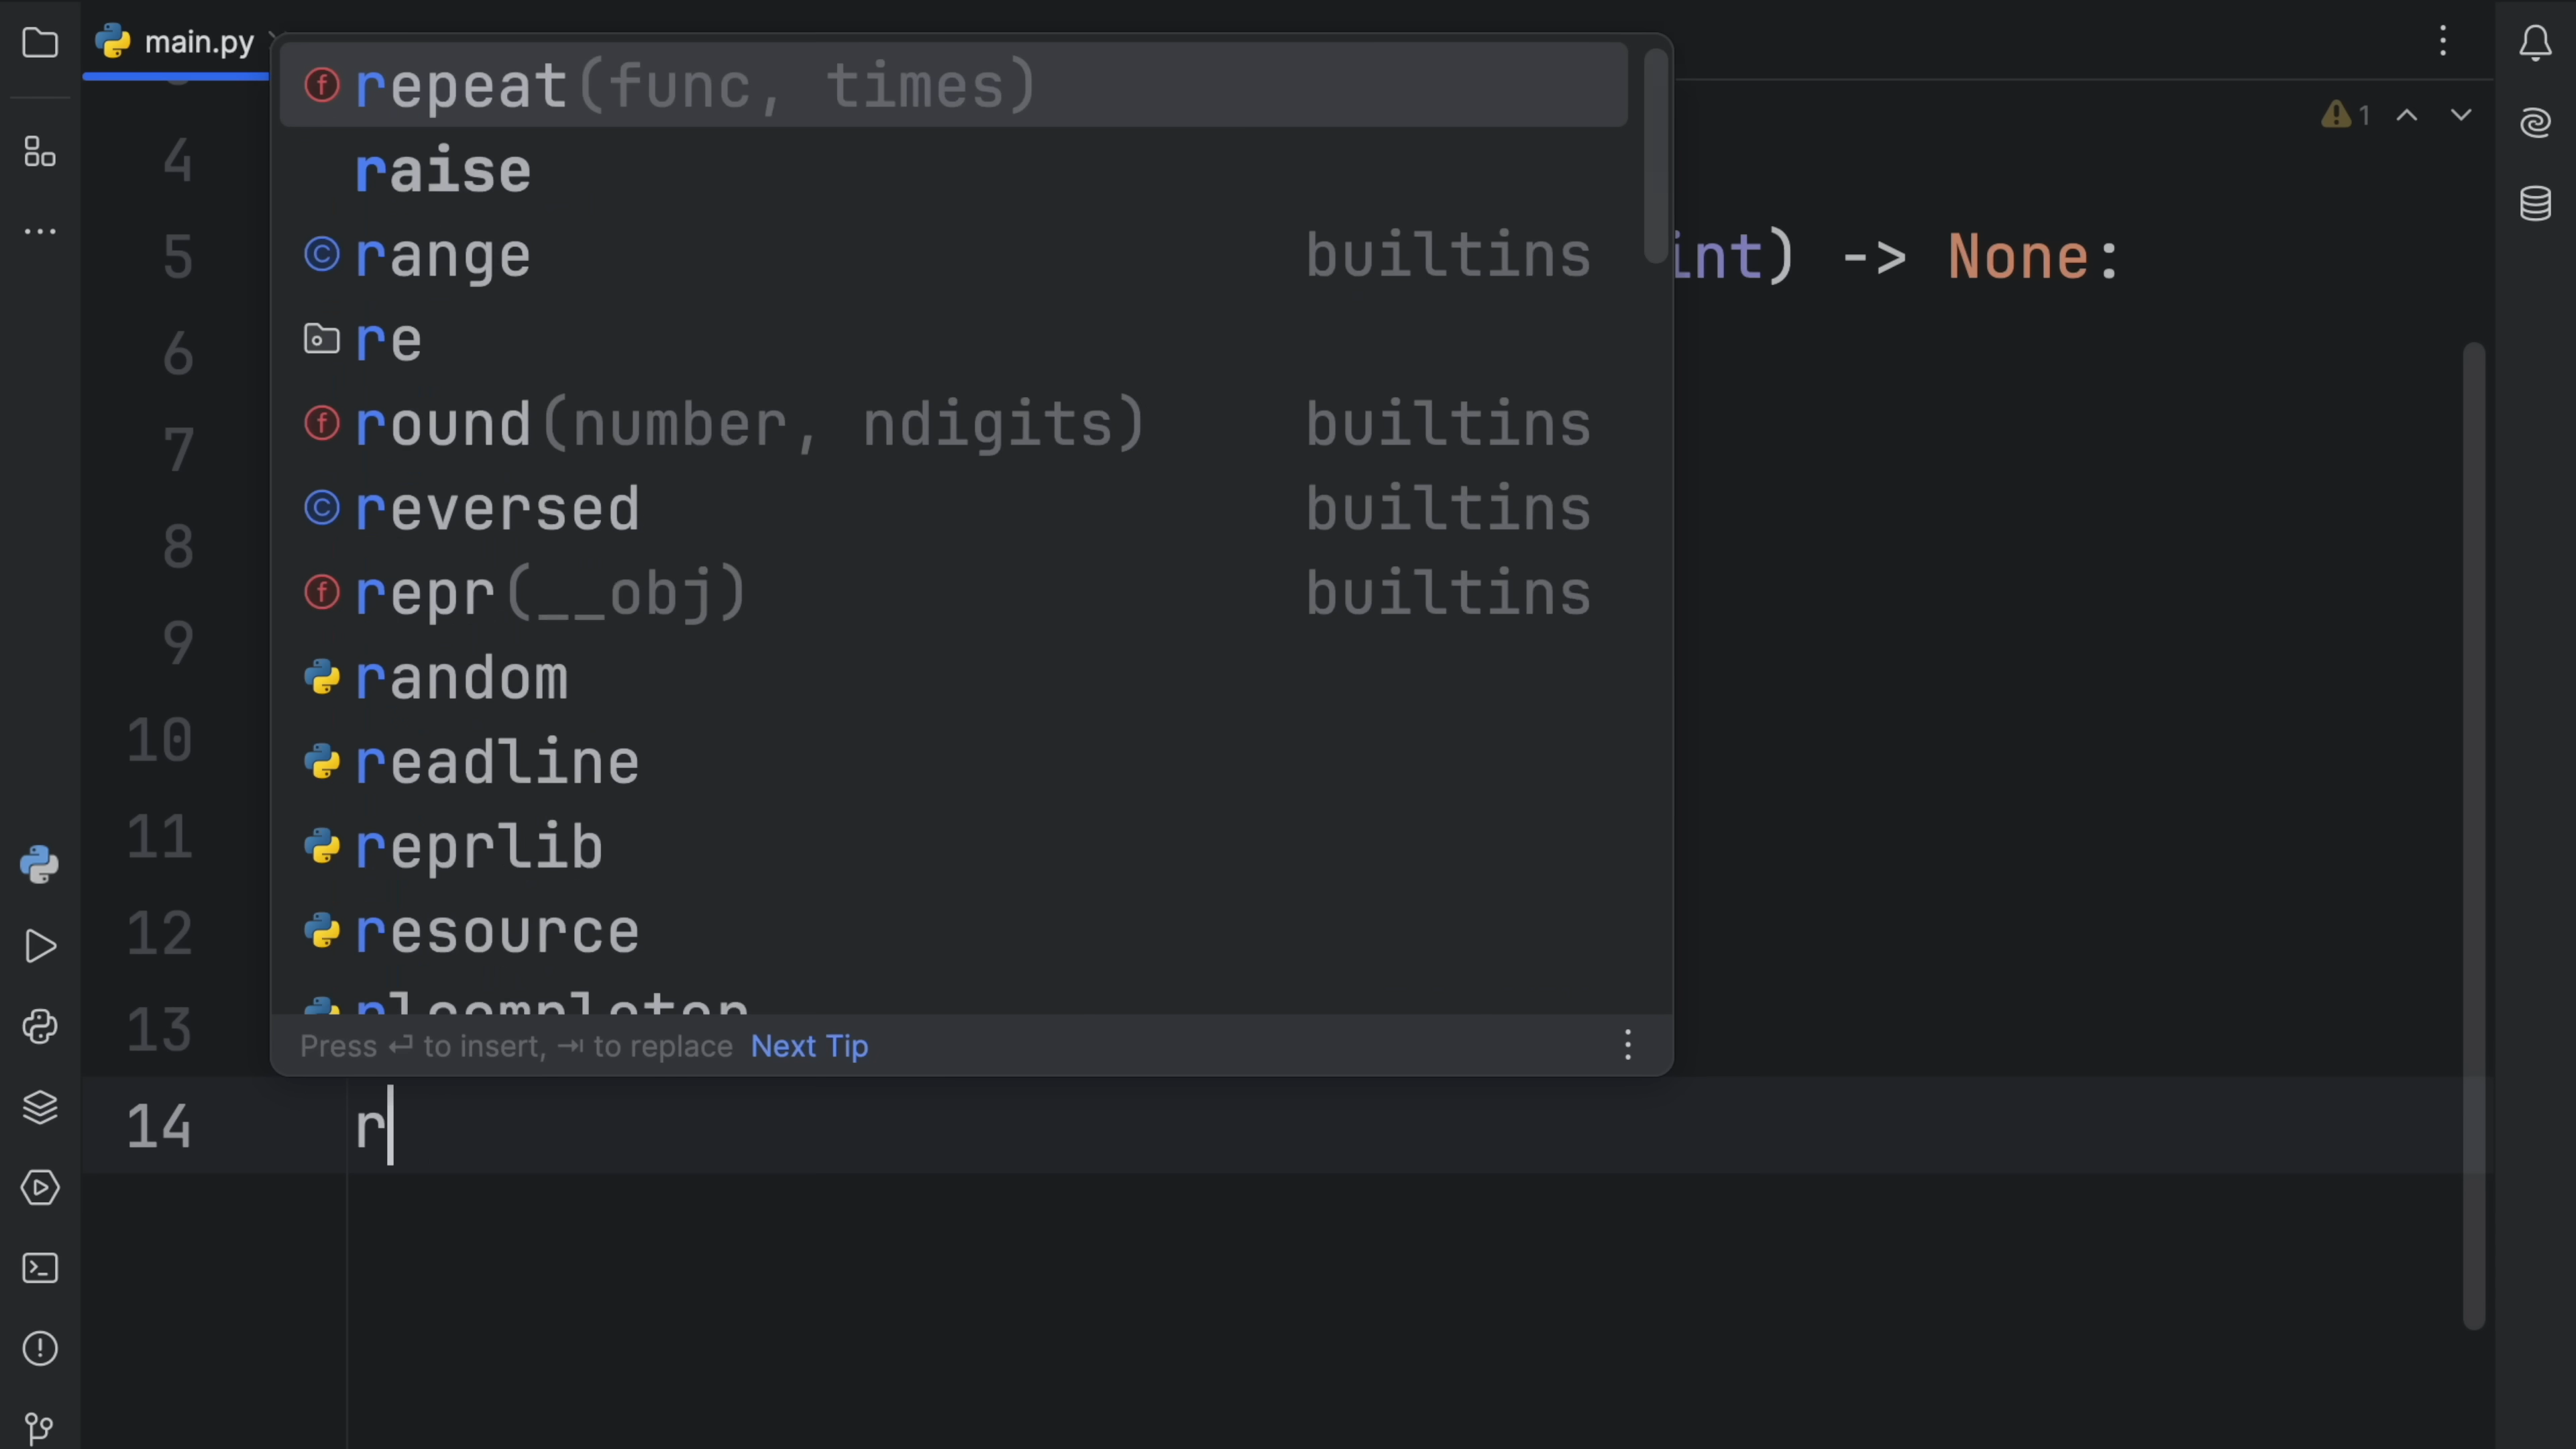 main.py
repeat(func, times)
raise
range builtins
re
round(number, ndigits) builtins
reversed builtins
repr(__obj) builtins
random
readline
reprlib
resource
rlcompleter
Press ⏎ to insert, ⇥ to replace Next Tip
1
4
5 int) -> None:
6
7
8
9
10
11
12
13
14 r